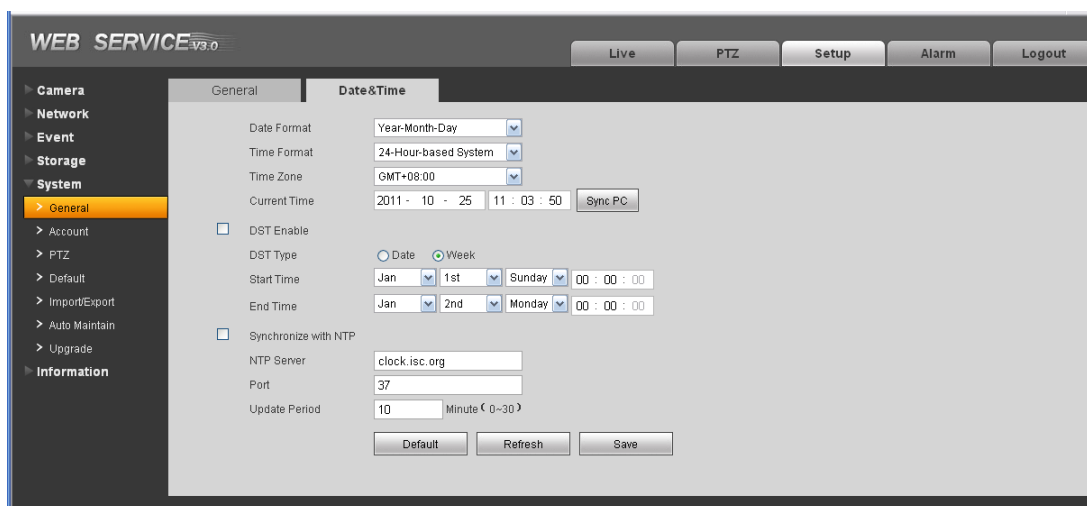 WEB SERVICE V3.0
Live PTZ Setup Alarm Logout
Camera
Network
Event
Storage
System
> General
> Account
> PTZ
> Default
> Import/Export
> Auto Maintain
> Upgrade
Information
General Date&Time
Date Format Year-Month-Day
Time Format 24-Hour-based System
Time Zone GMT+08:00
Current Time 2011 - 10 - 25 11 : 03 : 50 Sync PC
DST Enable
DST Type Date Week
Start Time Jan 1st Sunday 00 : 00 : 00
End Time Jan 2nd Monday 00 : 00 : 00
Synchronize with NTP
NTP Server clock.isc.org
Port 37
Update Period 10 Minute ( 0~30 )
Default Refresh Save